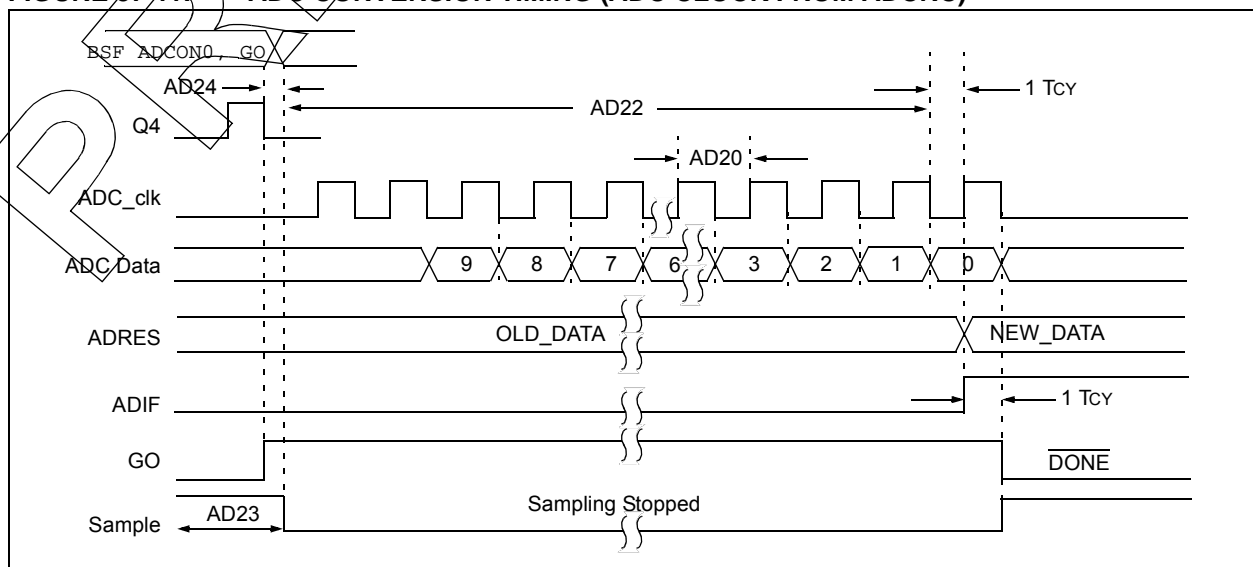 BSF ADCON0, GO
AD24
1 TCY
AD22
Q4
AD20
ADC_clk
ADC Data
9 8 7 6 3 2 1 0
ADRES
OLD_DATA
NEW_DATA
ADIF
1 TCY
GO
DONE
Sample
AD23
Sampling Stopped